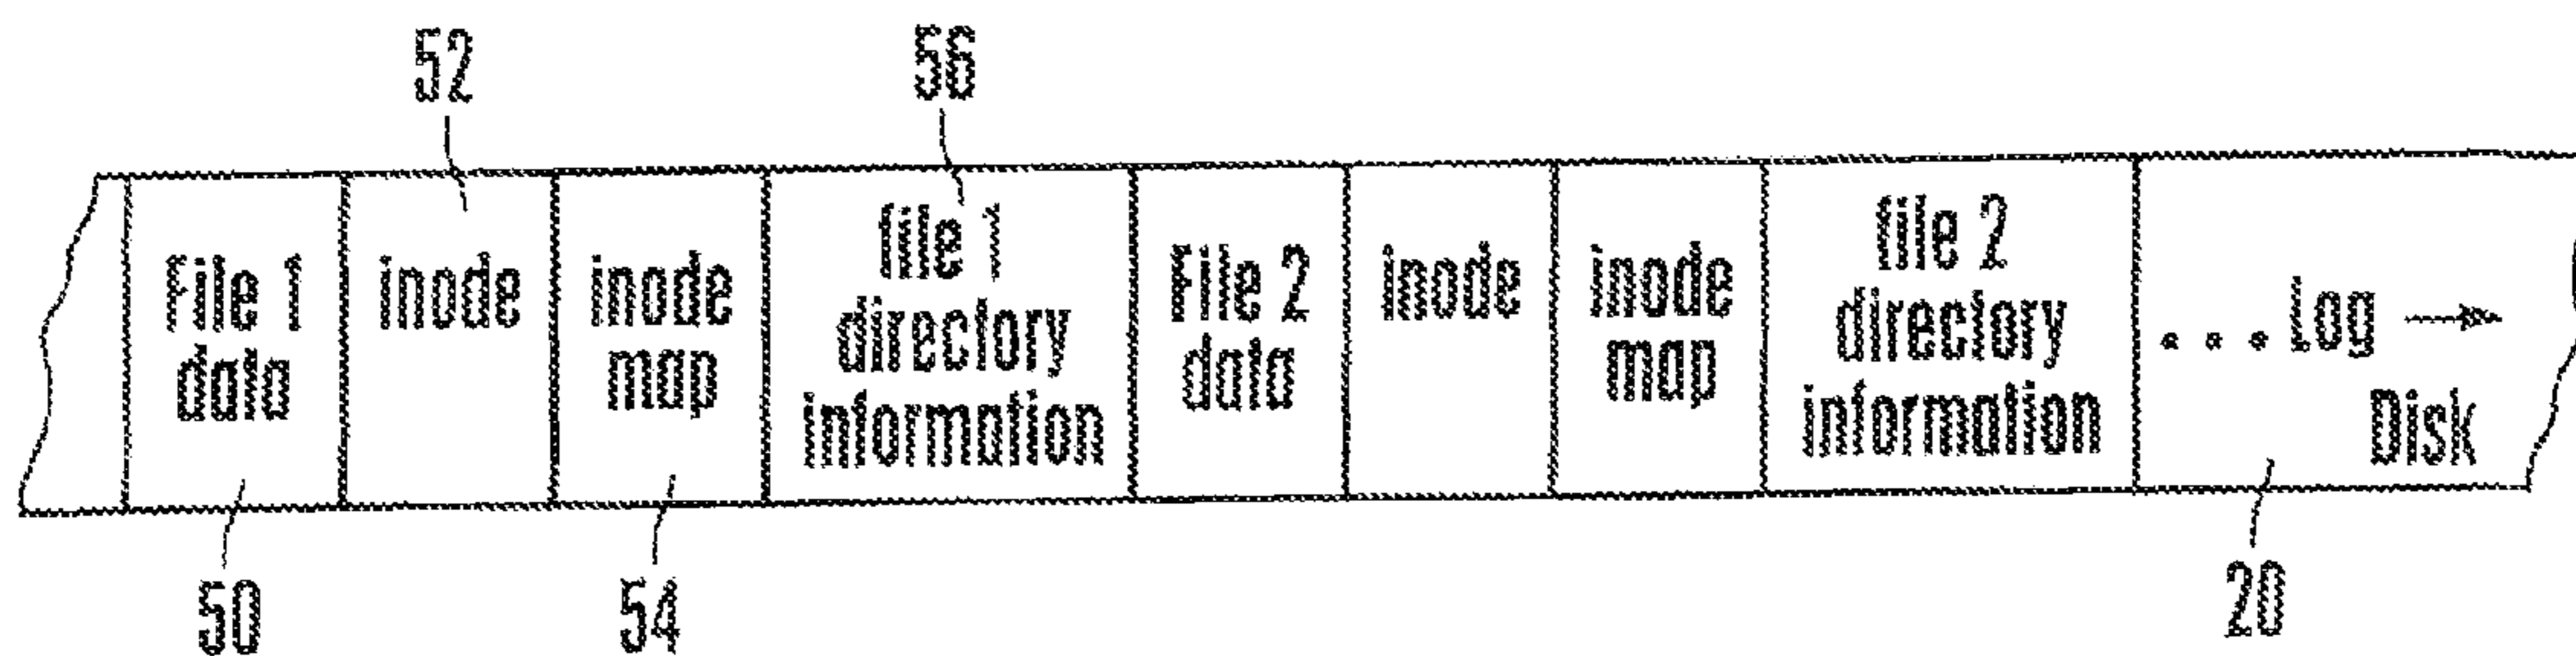 52
56
File 1
data
inode
inode
map
file 1
directory
information
File 2
data
inode
inode
map
file 2
directory
information
... Log
Disk
50
54
20